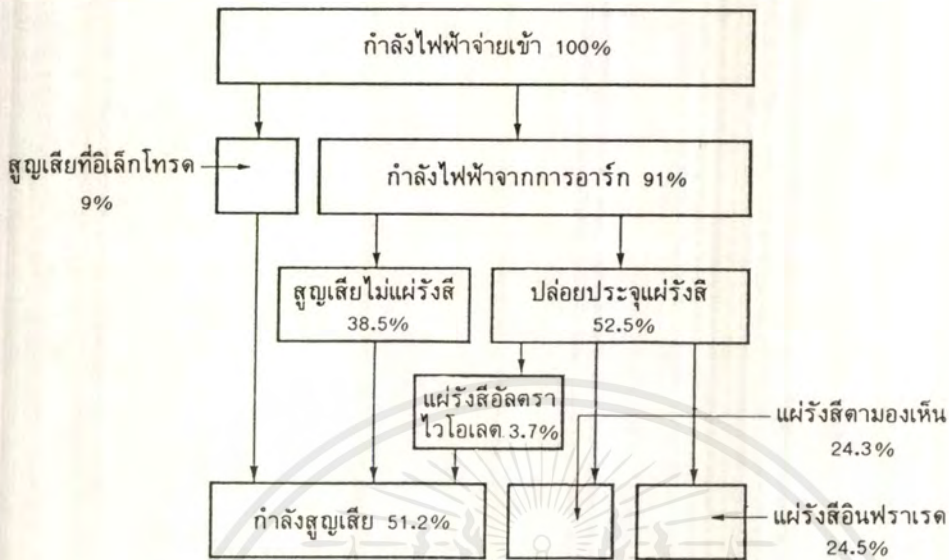 กำลังไฟฟ้าจ่ายเข้า 100%
สูญเสียที่อิเล็กโทรด
9%
กำลังไฟฟ้าจากการอาร์ก 91%
สูญเสียไม่แผ่รังสี
38.5%
ปล่อยประจุแผ่รังสี
52.5%
แผ่รังสีอัลตรา
ไวโอเลต 3.7%
แผ่รังสีตามองเห็น
24.3%
กำลังสูญเสีย 51.2%
แผ่รังสีอินฟราเรด
24.5%